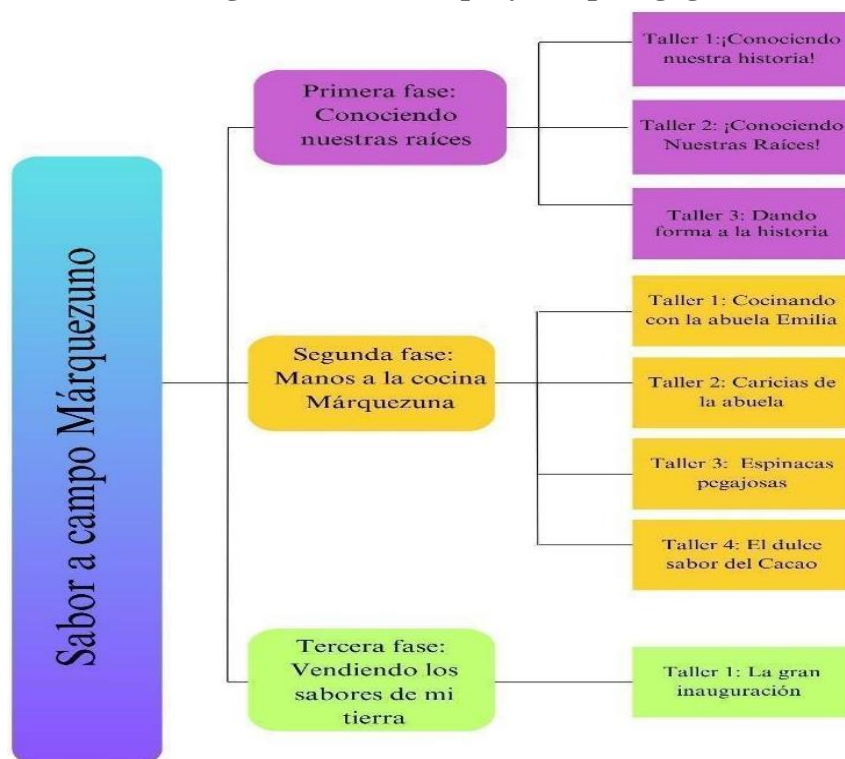 Sabor a campo Márquezuno
Primera fase:
Conociendo
nuestras raíces
Taller 1:¡Conociendo
nuestra historia!
Taller 2: ¡Conociendo
Nuestras Raíces!
Taller 3: Dando
forma a la historia
Segunda fase:
Manos a la cocina
Márquezuna
Taller 1: Cocinando
con la abuela Emilia
Taller 2: Caricias de
la abuela
Taller 3: Espinacas
pegajosas
Taller 4: El dulce
sabor del Cacao
Tercera fase:
Vendiendo los
sabores de mi
tierra
Taller 1: La gran
inauguración